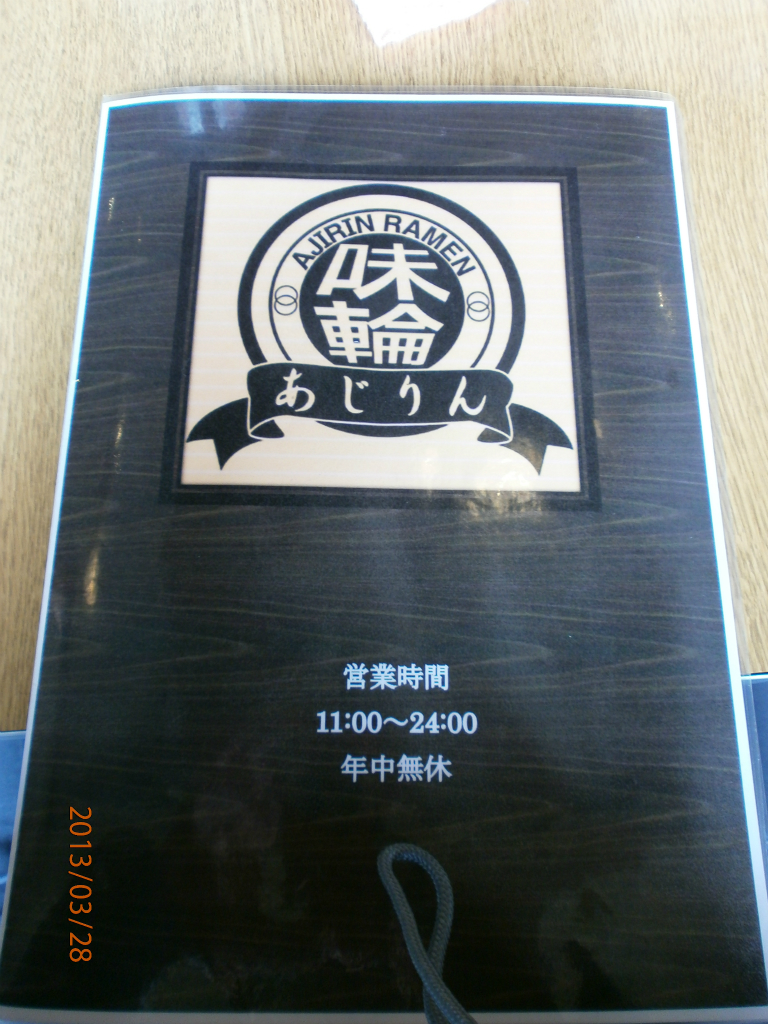 AJIRIN RAMEN
味
輪
あじりん
営業時間
11:00～24:00
年中無休
2013/03/28